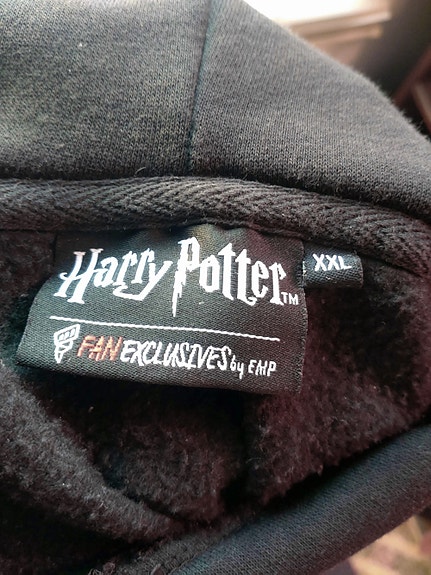 Harry Potter™
XXL
FAN EXCLUSIVES by EMP